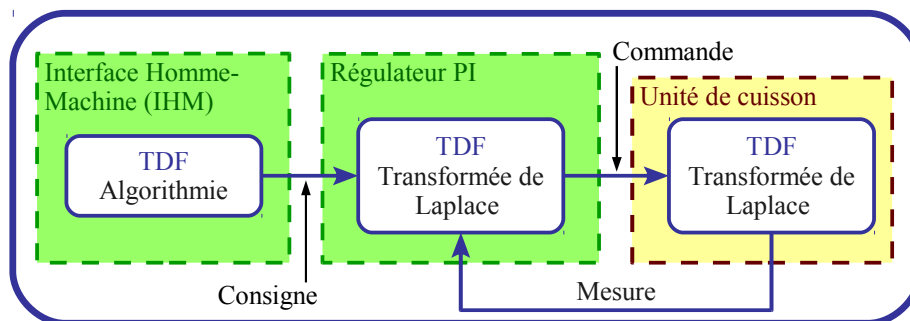 Commande
Interface Homme-
Machine (IHM)
Régulateur PI
Unité de cuisson
TDF
Algorithmie
TDF
Transformée de
Laplace
TDF
Transformée de
Laplace
Consigne
Mesure